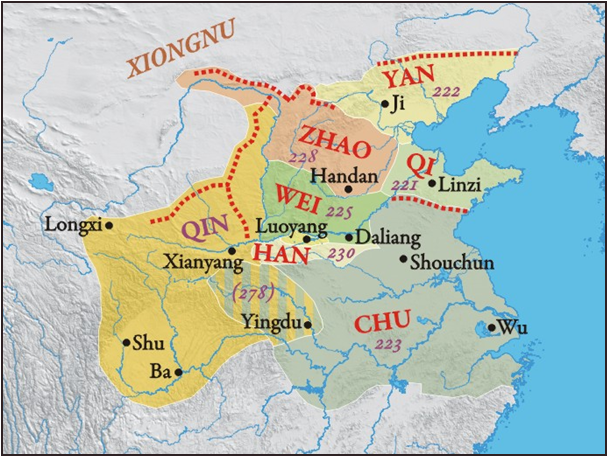 XIONGNU
YAN
222
Ji
ZHAO
228
Handan
QI
221
Linzi
WEI 225
Longxi
QIN
Luoyang
Daliang
Xianyang
HAN
230
Shouchun
(278)
Yingdu
CHU
223
Wu
Shu
Ba